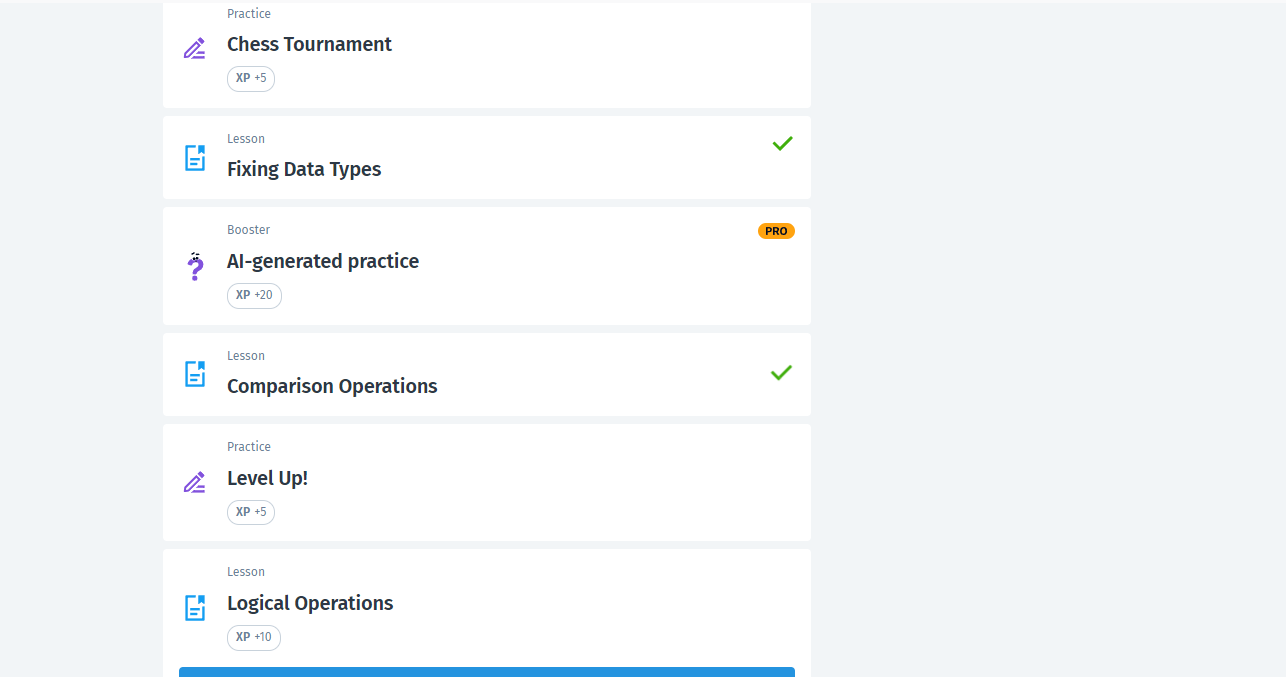 Practice
Chess Tournament
XP +5
Lesson
Fixing Data Types
Booster
PRO
AI-generated practice
XP +20
Lesson
Comparison Operations
Practice
Level Up!
XP +5
Lesson
Logical Operations
XP +10